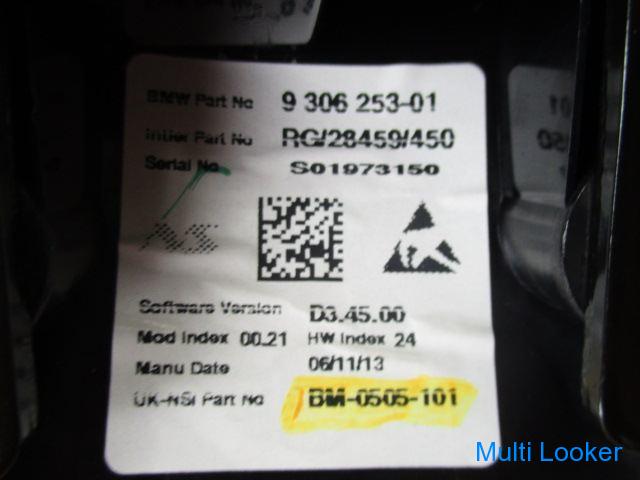 BMW Part No 9 306 253-01
Intier Part No RG/28459/450
Serial No S01973150
Software Version D3.45.00
Mod Index 00.21 HW Index 24
Manu Date 06/11/13
UK-NSI Part No BM-0505-101
Multi Looker